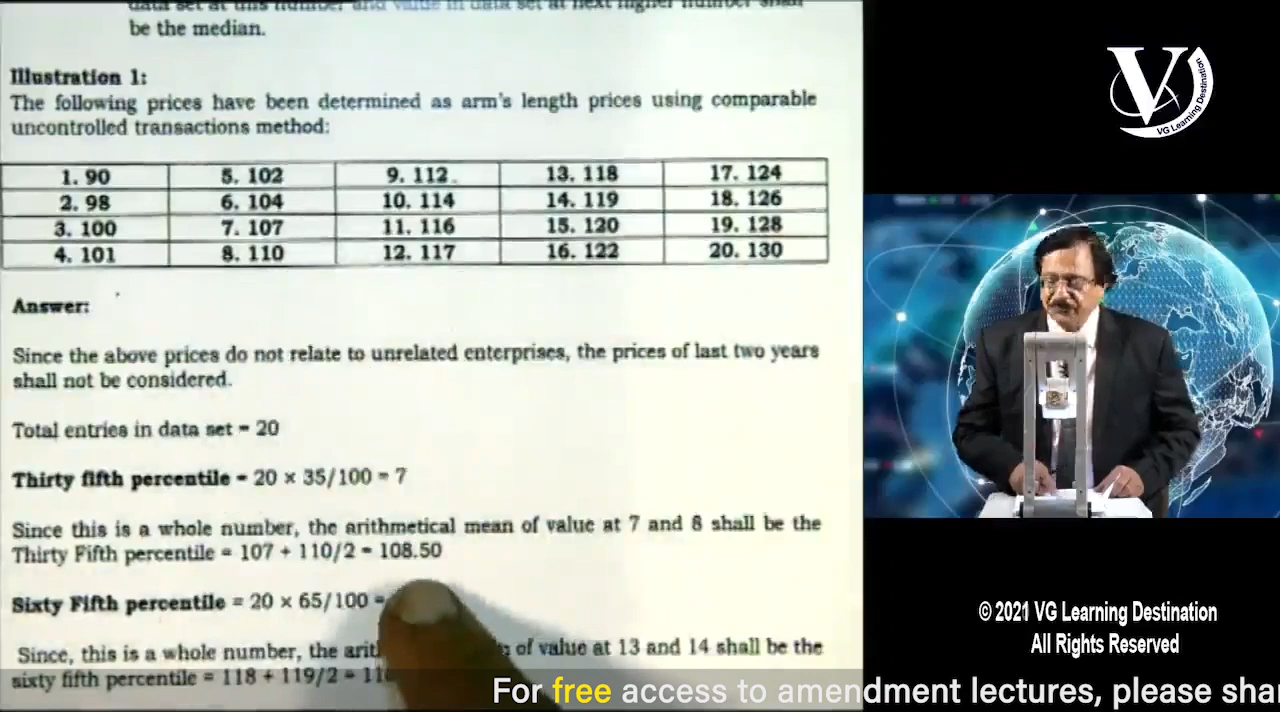 be the median.
Illustration 1:
The following prices have been determined as arm's length prices using comparable
uncontrolled transactions method:
1. 90 5. 102 9. 112 13. 118 17. 124
2. 98 6. 104 10. 114 14. 119 18. 126
3. 100 7. 107 11. 116 15. 120 19. 128
4. 101 8. 110 12. 117 16. 122 20. 130
Answer:
Since the above prices do not relate to unrelated enterprises, the prices of last two years
shall not be considered.
Total entries in data set = 20
Thirty fifth percentile = 20 × 35/100 = 7
Since this is a whole number, the arithmetical mean of value at 7 and 8 shall be the
Thirty Fifth percentile = 107 + 110/2 = 108.50
Sixty Fifth percentile = 20 × 65/100 =
Since, this is a whole number, the of value at 13 and 14 shall be the
sixty fifth percentile = 118 + 119/2 =
V
VG Learning Destination
© 2021 VG Learning Destination
All Rights Reserved
For free access to amendment lectures, please